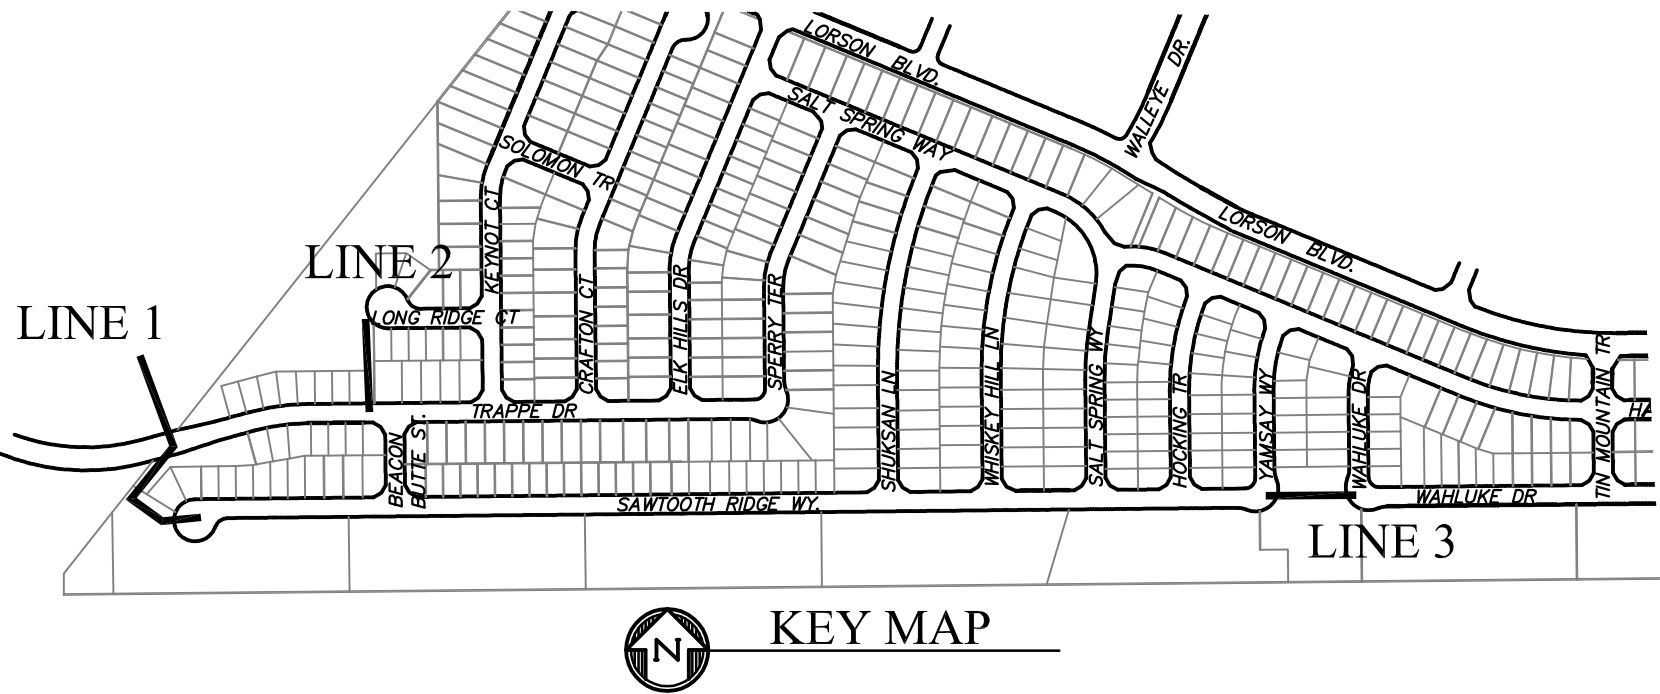 LORSON BLVD.
WALLEYE DR.
SALT SPRING WAY
SOLOMON TR
LORSON BLVD.
KEYNOT CT
LINE 2
LINE 1
LONG RIDGE CT
CRAFTON CT
ELK HILLS DR
SPERRY TER
SHUKSAN LN
WHISKEY HILL LN
SALT SPRING WY
HOCKING TR
YAMSAY WY
WAHLUKE DR
TIN MOUNTAIN TR
HA
TRAPPE DR
BEACON
BUTTE ST.
SAWTOOTH RIDGE WY.
WAHLUKE DR
LINE 3
N
KEY MAP